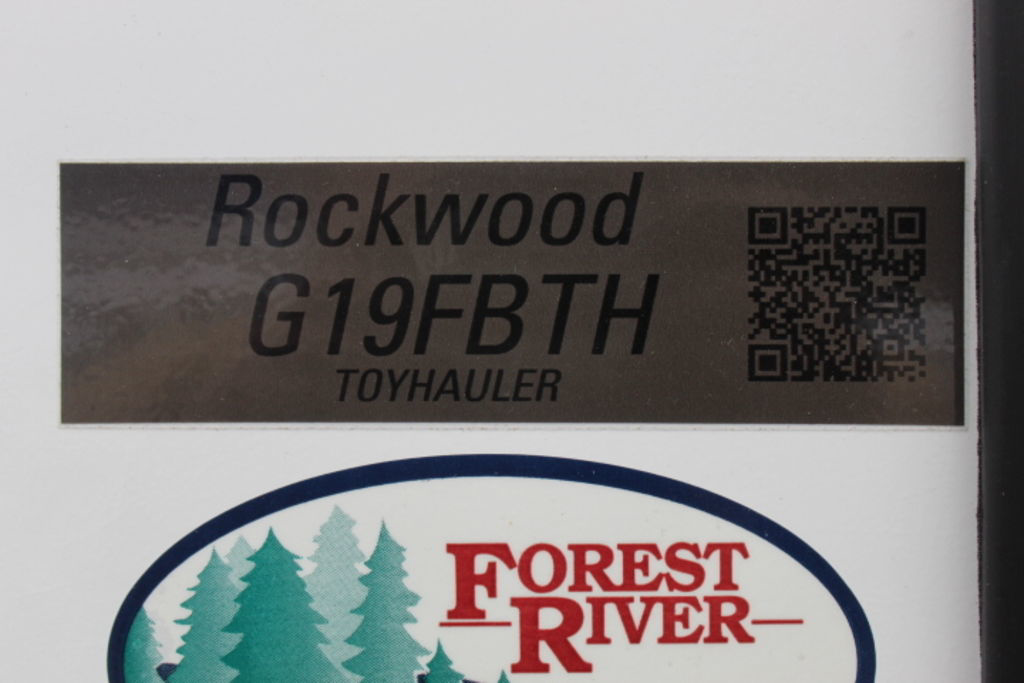 Rockwood
G19FBTH
TOYHAULER
FOREST
RIVER